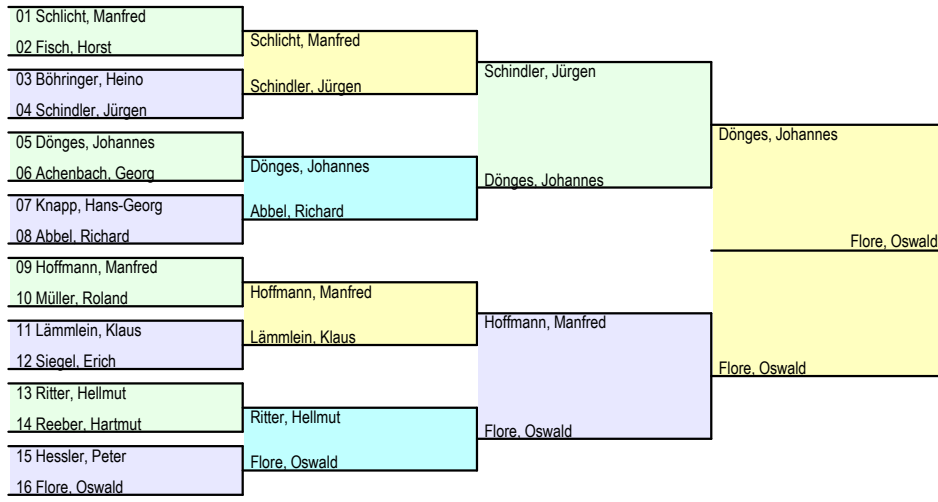 01 Schlicht, Manfred
02 Fisch, Horst
03 Böhringer, Heino
04 Schindler, Jürgen
05 Dönges, Johannes
06 Achenbach, Georg
07 Knapp, Hans-Georg
08 Abbel, Richard
09 Hoffmann, Manfred
10 Müller, Roland
11 Lämmlein, Klaus
12 Siegel, Erich
13 Ritter, Hellmut
14 Reeber, Hartmut
15 Hessler, Peter
16 Flore, Oswald
Schlicht, Manfred
Schindler, Jürgen
Dönges, Johannes
Abbel, Richard
Hoffmann, Manfred
Lämmlein, Klaus
Ritter, Hellmut
Flore, Oswald
Schindler, Jürgen
Dönges, Johannes
Hoffmann, Manfred
Flore, Oswald
Dönges, Johannes
Flore, Oswald
Flore, Oswald